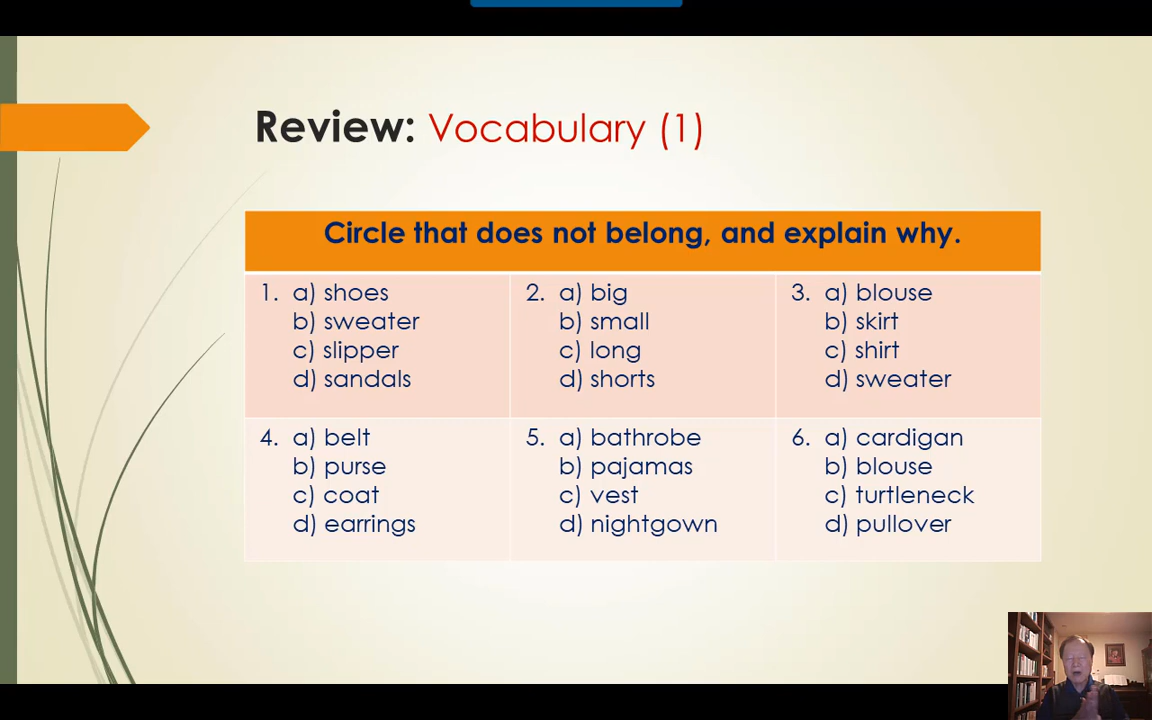 Review: Vocabulary (1)
Circle that does not belong, and explain why.
1. a) shoes
b) sweater
c) slipper
d) sandals
2. a) big
b) small
c) long
d) shorts
3. a) blouse
b) skirt
c) shirt
d) sweater
4. a) belt
b) purse
c) coat
d) earrings
5. a) bathrobe
b) pajamas
c) vest
d) nightgown
6. a) cardigan
b) blouse
c) turtleneck
d) pullover